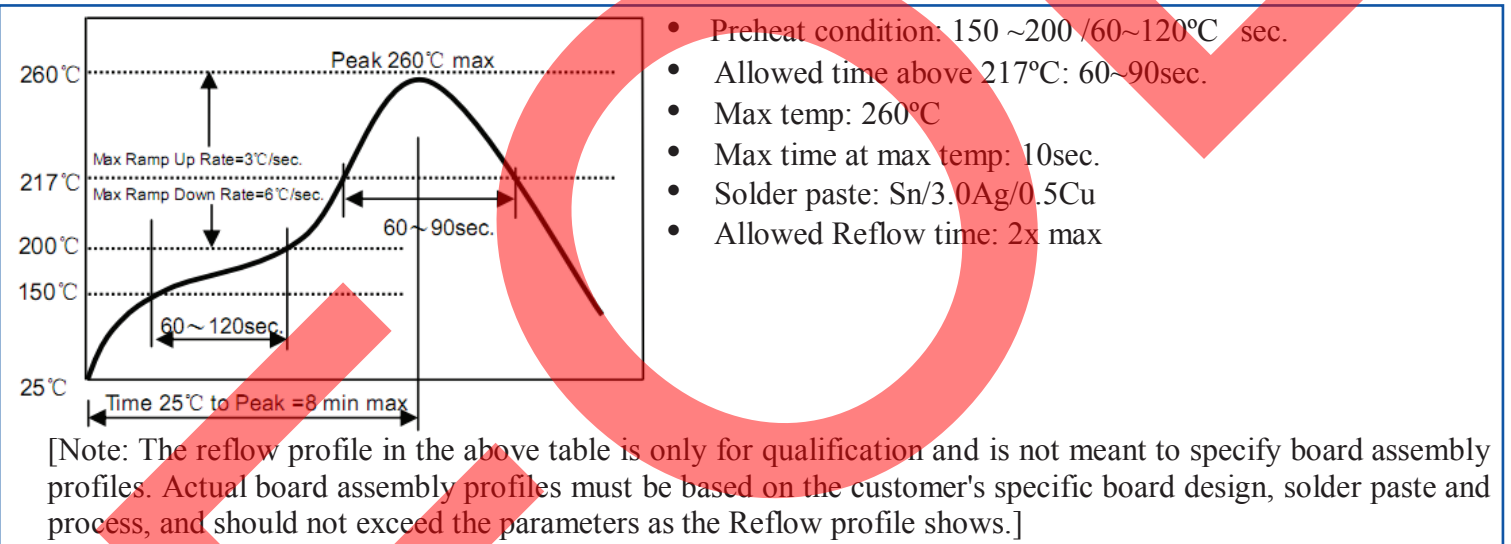 Peak 260℃ max
260℃
Max Ramp Up Rate=3℃/sec.
217℃
Max Ramp Down Rate=6℃/sec.
60~90sec.
200℃
150℃
60~120sec.
25℃
Time 25℃ to Peak =8 min max
• Preheat condition: 150 ~200 /60~120ºC sec.
• Allowed time above 217ºC: 60~90sec.
• Max temp: 260ºC
• Max time at max temp: 10sec.
• Solder paste: Sn/3.0Ag/0.5Cu
• Allowed Reflow time: 2x max
[Note: The reflow profile in the above table is only for qualification and is not meant to specify board assembly
profiles. Actual board assembly profiles must be based on the customer's specific board design, solder paste and
process, and should not exceed the parameters as the Reflow profile shows.]